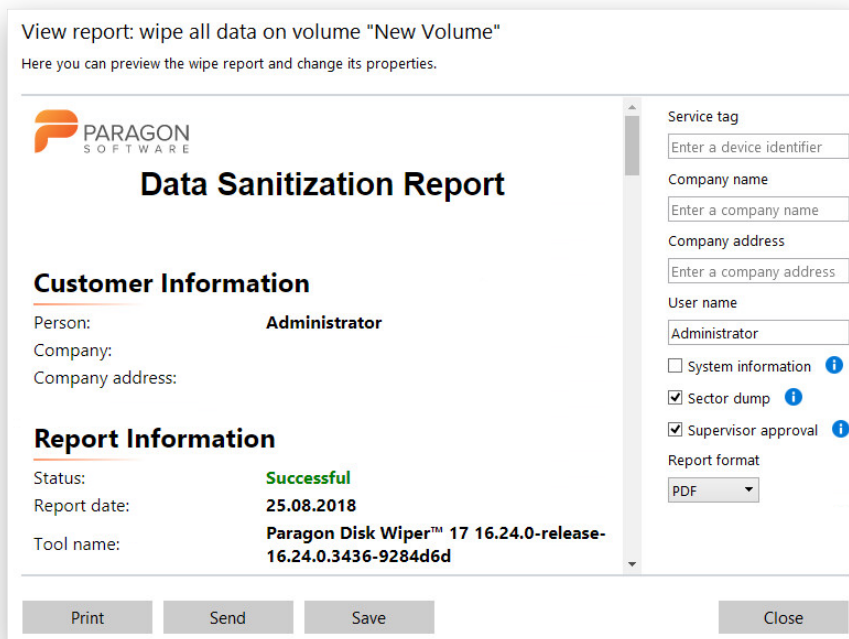 View report: wipe all data on volume "New Volume"
Here you can preview the wipe report and change its properties.
PARAGON
SOFTWARE
Data Sanitization Report
Customer Information
Person: Administrator
Company:
Company address:
Report Information
Status: Successful
Report date: 25.08.2018
Tool name: Paragon Disk Wiper™ 17 16.24.0-release-
16.24.0.3436-9284d6d
Service tag
Enter a device identifier
Company name
Enter a company name
Company address
Enter a company address
User name
Administrator
System information
Sector dump
Supervisor approval
Report format
PDF
Print Send Save Close